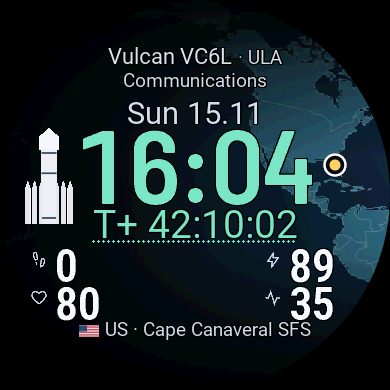 Vulcan VC6L · ULA
Communications
Sun 15.11
16:04
T+ 42:10:02
0 89
80 35
US · Cape Canaveral SFS